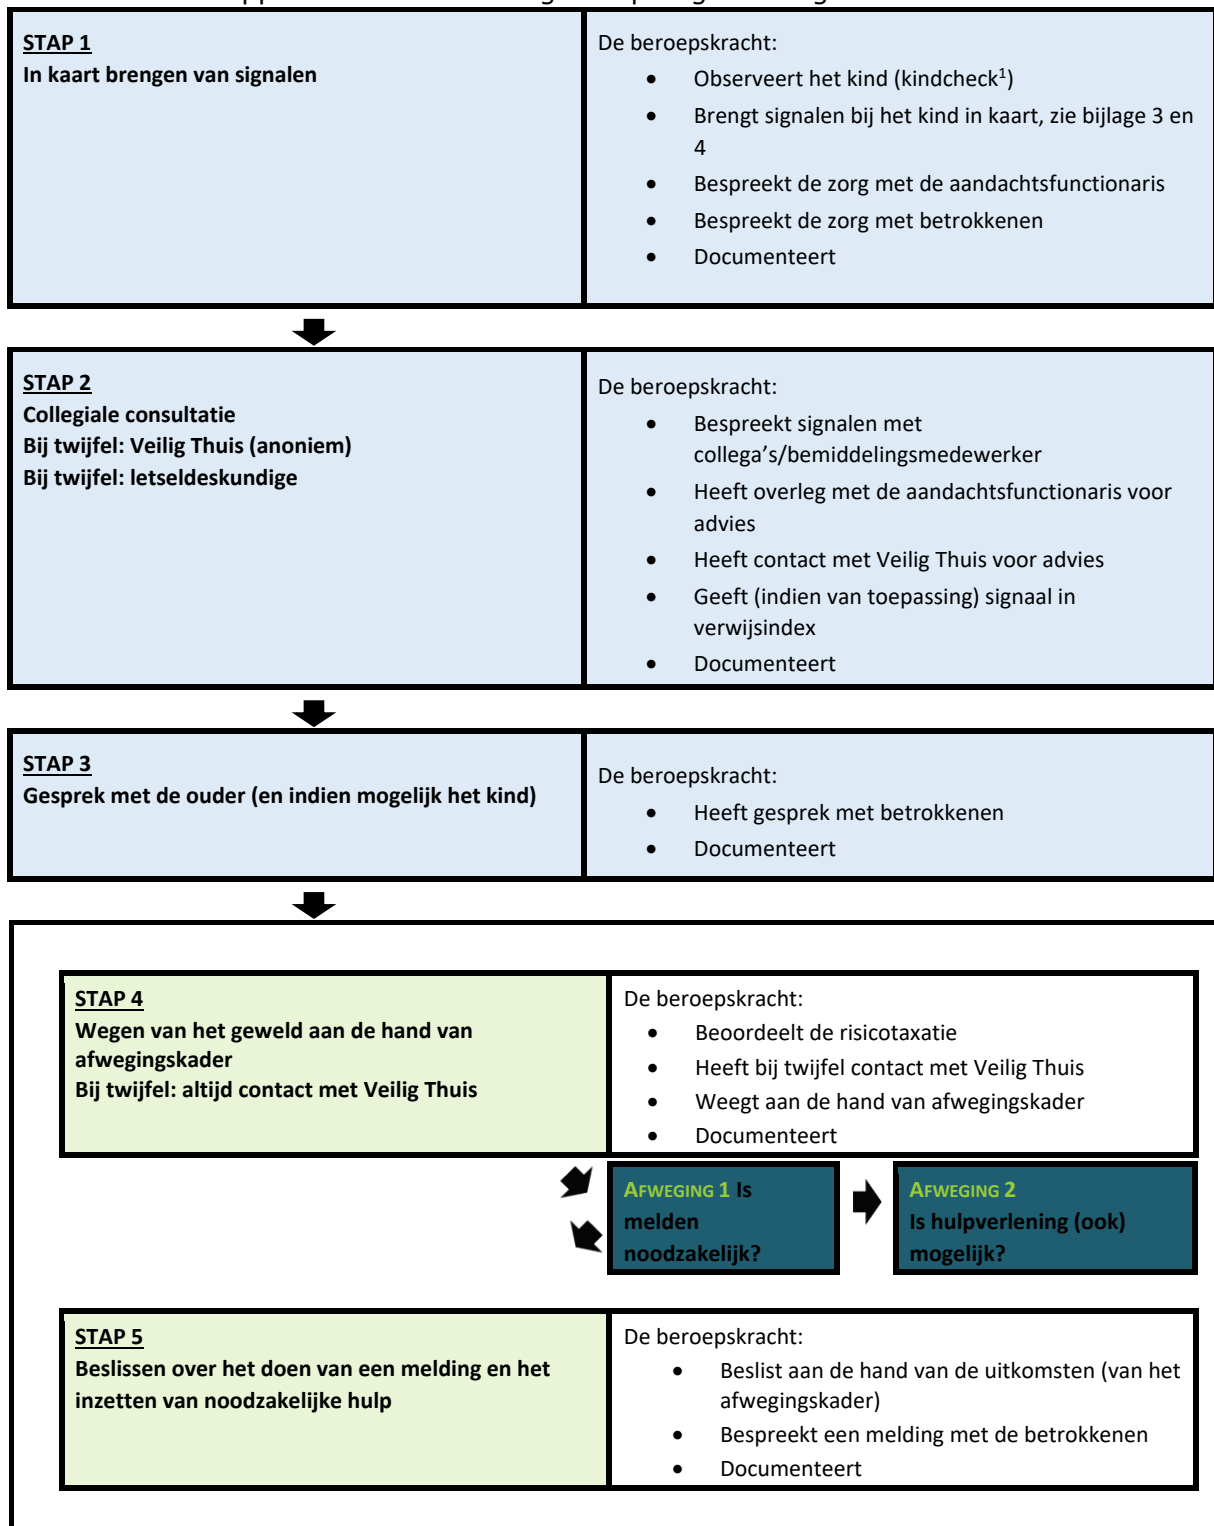 STAP 1
In kaart brengen van signalen
De beroepskracht:
• Observeert het kind (kindcheck¹)
• Brengt signalen bij het kind in kaart, zie bijlage 3 en
4
• Bespreekt de zorg met de aandachtsfunctionaris
• Bespreekt de zorg met betrokkenen
• Documenteert
STAP 2
Collegiale consultatie
Bij twijfel: Veilig Thuis (anoniem)
Bij twijfel: letseldeskundige
De beroepskracht:
• Bespreekt signalen met
collega’s/bemiddelingsmedewerker
• Heeft overleg met de aandachtsfunctionaris voor
advies
• Heeft contact met Veilig Thuis voor advies
• Geeft (indien van toepassing) signaal in
verwijsindex
• Documenteert
STAP 3
Gesprek met de ouder (en indien mogelijk het kind)
De beroepskracht:
• Heeft gesprek met betrokkenen
• Documenteert
STAP 4
Wegen van het geweld aan de hand van
afwegingskader
Bij twijfel: altijd contact met Veilig Thuis
De beroepskracht:
• Beoordeelt de risicotaxatie
• Heeft bij twijfel contact met Veilig Thuis
• Weegt aan de hand van afwegingskader
• Documenteert
AFWEGING 1 Is
melden
noodzakelijk?
AFWEGING 2
Is hulpverlening (ook)
mogelijk?
STAP 5
Beslissen over het doen van een melding en het
inzetten van noodzakelijke hulp
De beroepskracht:
• Beslist aan de hand van de uitkomsten (van het
afwegingskader)
• Bespreekt een melding met de betrokkenen
• Documenteert